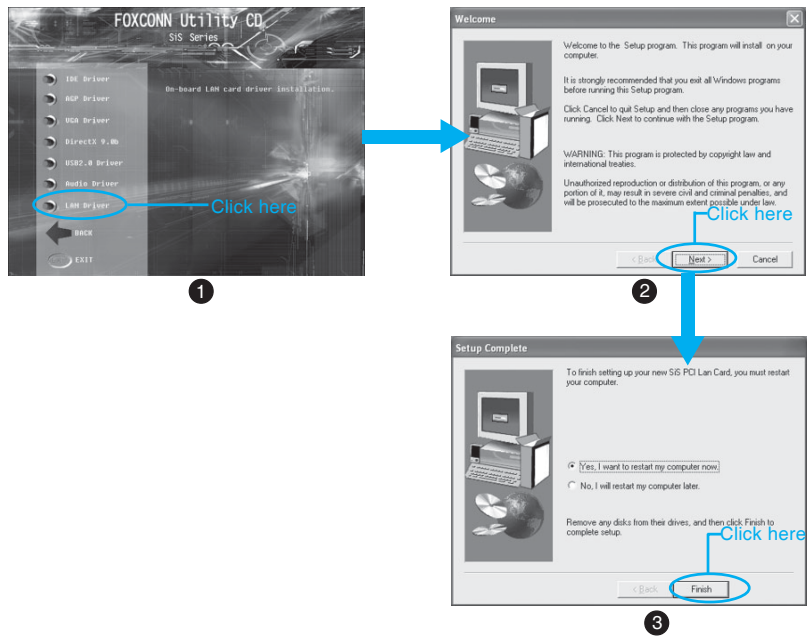 FOXCONN Utility CD
SiS Series
IDE Driver
AGP Driver
VGA Driver
DirectX 9.0b
USB2.0 Driver
Audio Driver
LAN Driver
BACK
EXIT
On-board LAN card driver installation.
Click here
1
Welcome
Welcome to the Setup program. This program will install on your
computer.
It is strongly recommended that you exit all Windows programs
before running this Setup program.
Click Cancel to quit Setup and then close any programs you have
running. Click Next to continue with the Setup program.
WARNING: This program is protected by copyright law and
international treaties.
Unauthorized reproduction or distribution of this program, or any
portion of it, may result in severe civil and criminal penalties, and
will be prosecuted to the maximum extent possible under law.
Click here
< Back
Next >
Cancel
2
Setup Complete
To finish setting up your new SiS PCI Lan Card, you must restart
your computer.
Yes, I want to restart my computer now.
No, I will restart my computer later.
Remove any disks from their drives, and then click Finish to
complete setup.
Click here
< Back
Finish
3